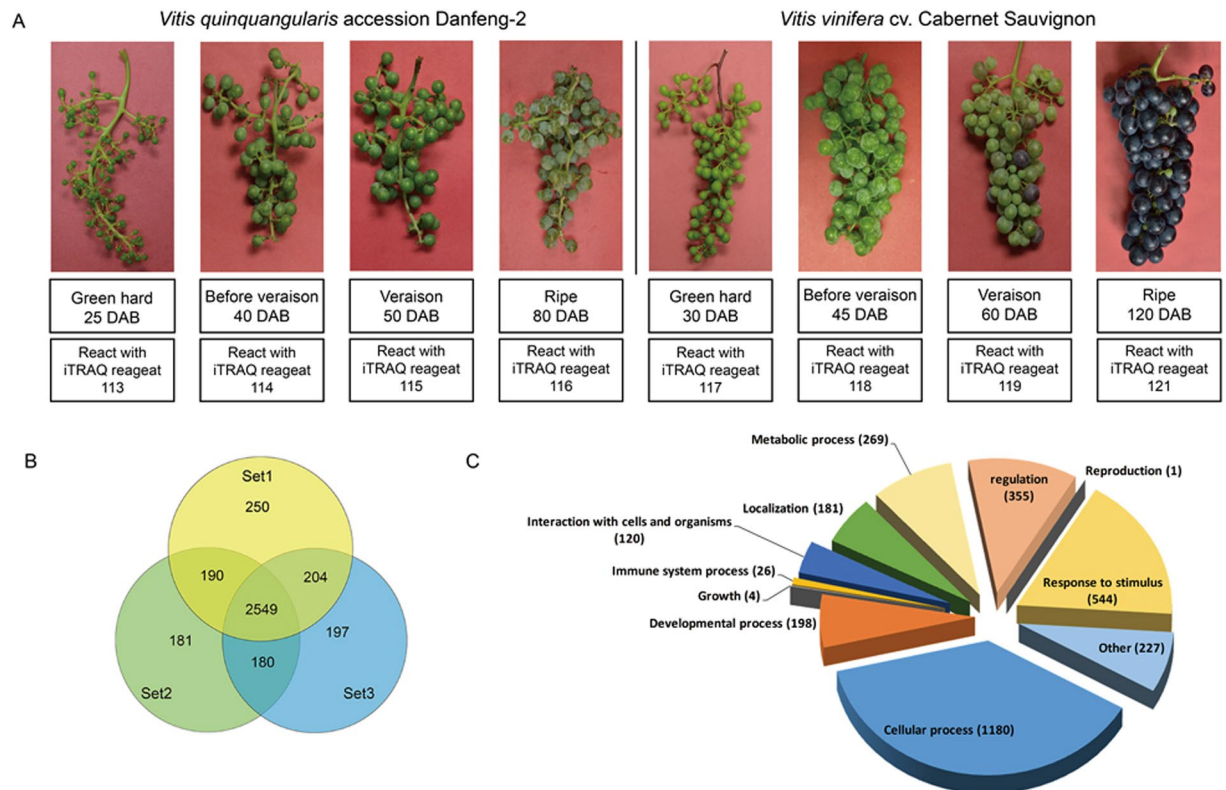 A
Vitis quinquangularis accession Danfeng-2
Vitis vinifera cv. Cabernet Sauvignon
Green hard
25 DAB
Before veraison
40 DAB
Veraison
50 DAB
Ripe
80 DAB
Green hard
30 DAB
Before veraison
45 DAB
Veraison
60 DAB
Ripe
120 DAB
React with
iTRAQ reageat
113
React with
iTRAQ reageat
114
React with
iTRAQ reageat
115
React with
iTRAQ reageat
116
React with
iTRAQ reageat
117
React with
iTRAQ reageat
118
React with
iTRAQ reageat
119
React with
iTRAQ reageat
121
B
Set1
250
190
204
2549
181
197
180
Set2
Set3
C
Metabolic process (269)
regulation
(355)
Reproduction (1)
Localization (181)
Interaction with cells and organisms
(120)
Immune system process (26)
Growth (4)
Developmental process (198)
Response to stimulus
(544)
Other (227)
Cellular process (1180)